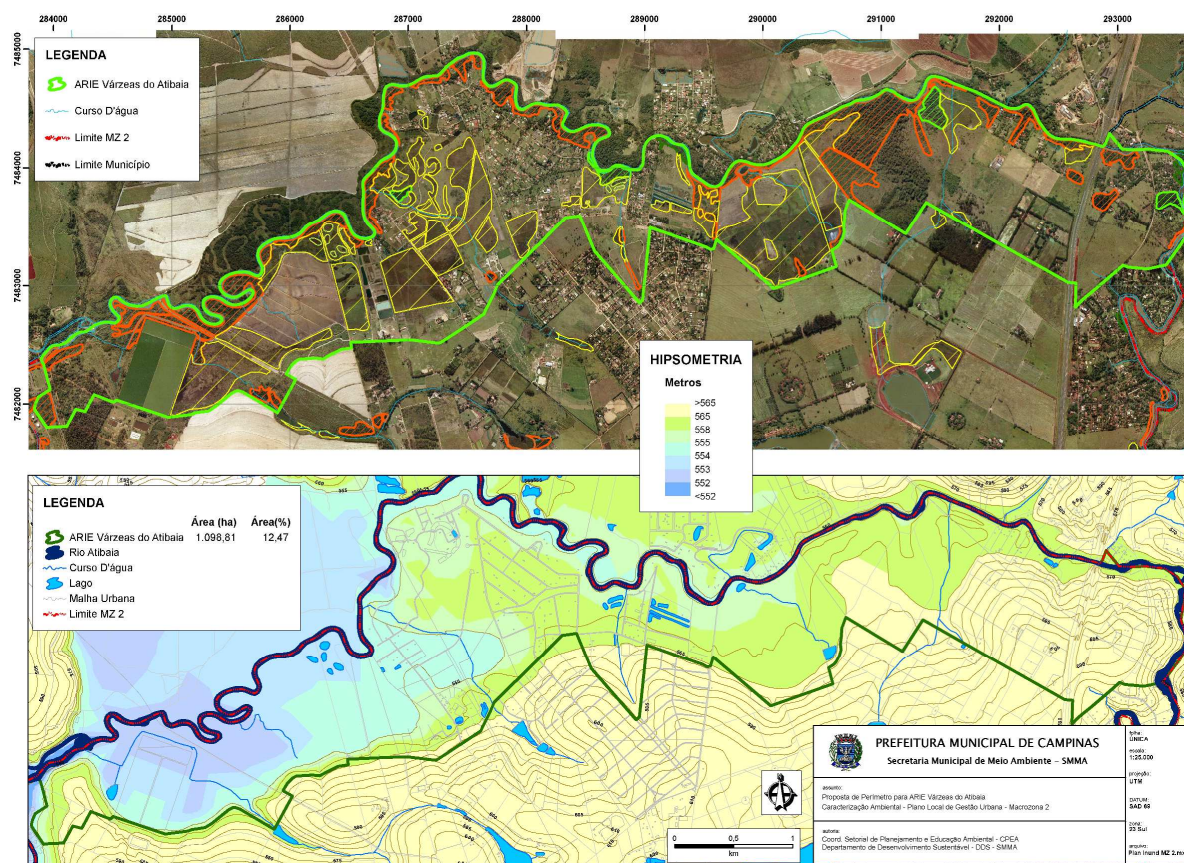 284000 285000 286000 287000 288000 289000 290000 291000 292000 293000
7485000
7484000
7483000
7482000
LEGENDA
ARIE Várzeas do Atibaia
Curso D'água
Limite MZ 2
Limite Município
HIPSOMETRIA
Metros
>565
565
558
555
554
553
552
<552
LEGENDA
Área (ha) Área(%)
ARIE Várzeas do Atibaia 1.098,81 12,47
Rio Atibaia
Curso D'água
Lago
Malha Urbana
Limite MZ 2
PREFEITURA MUNICIPAL DE CAMPINAS
Secretaria Municipal de Meio Ambiente - SMMA
assunto:
Proposta de Perímetro para ARIE Várzeas do Atibaia
Caracterização Ambiental - Plano Local de Gestão Urbana - Macrozona 2
autoria:
Coord. Setorial de Planejamento e Educação Ambiental - CPEA
Departamento de Desenvolvimento Sustentável - DDS - SMMA
folha:
ÚNICA
escala:
1:25.000
projeção:
UTM
DATUM:
SAD 69
zona:
23 Sul
arquivo:
Plan Inund MZ 2.mx
0 0,5 1
km